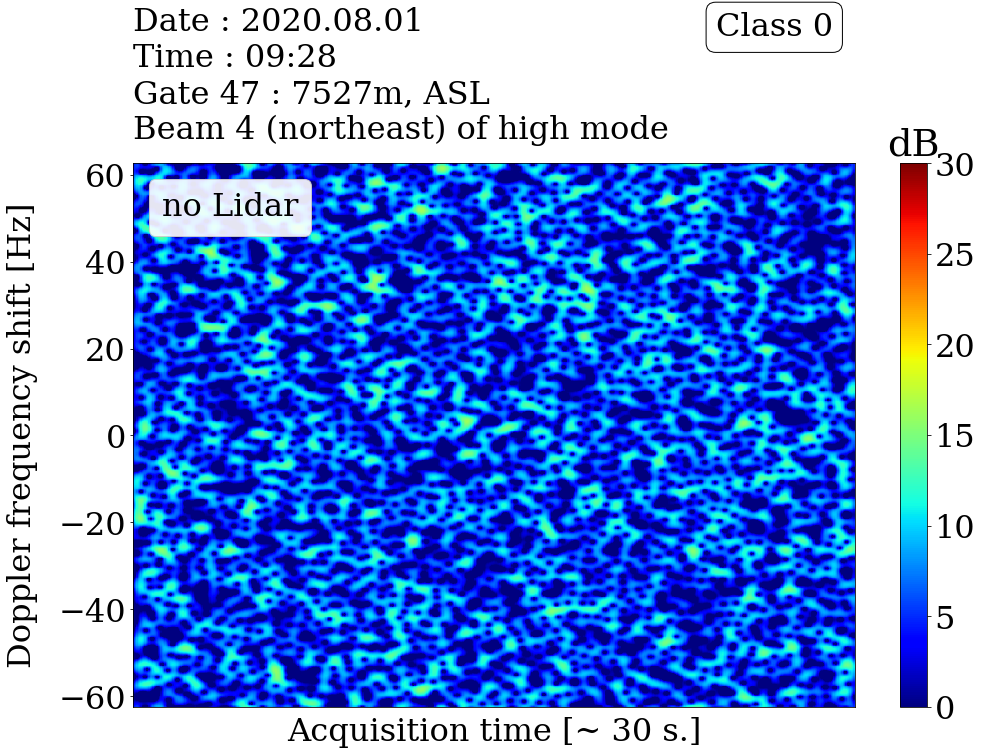 Date : 2020.08.01
Time : 09:28
Gate 47 : 7527m, ASL
Beam 4 (northeast) of high mode
Class 0
dB
no Lidar
Doppler frequency shift [Hz]
60
40
20
0
−20
−40
−60
30
25
20
15
10
5
0
Acquisition time [~ 30 s.]